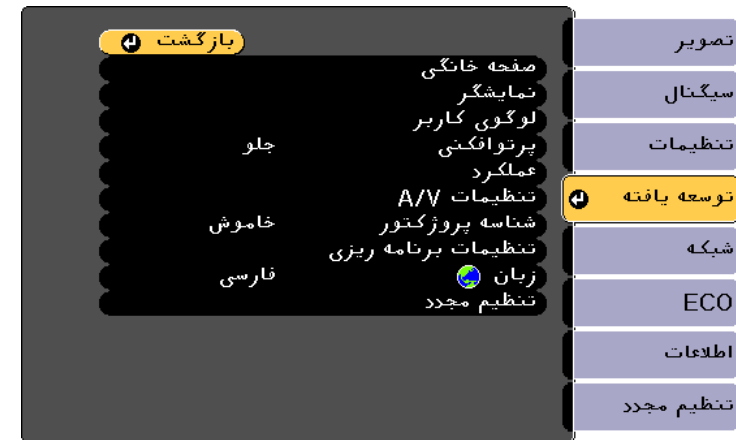 تصویر
سیگنال
تنظیمات
توسعه یافته
شبکه
ECO
اطلاعات
تنظیم مجدد
بازگشت
صفحه خانگی
نمایشگر
لوگوی کاربر
پرتوافکنی جلو
عملکرد
تنظیمات A/V
شناسه پروژکتور خاموش
تنظیمات برنامه ریزی
زبان فارسی
تنظیم مجدد